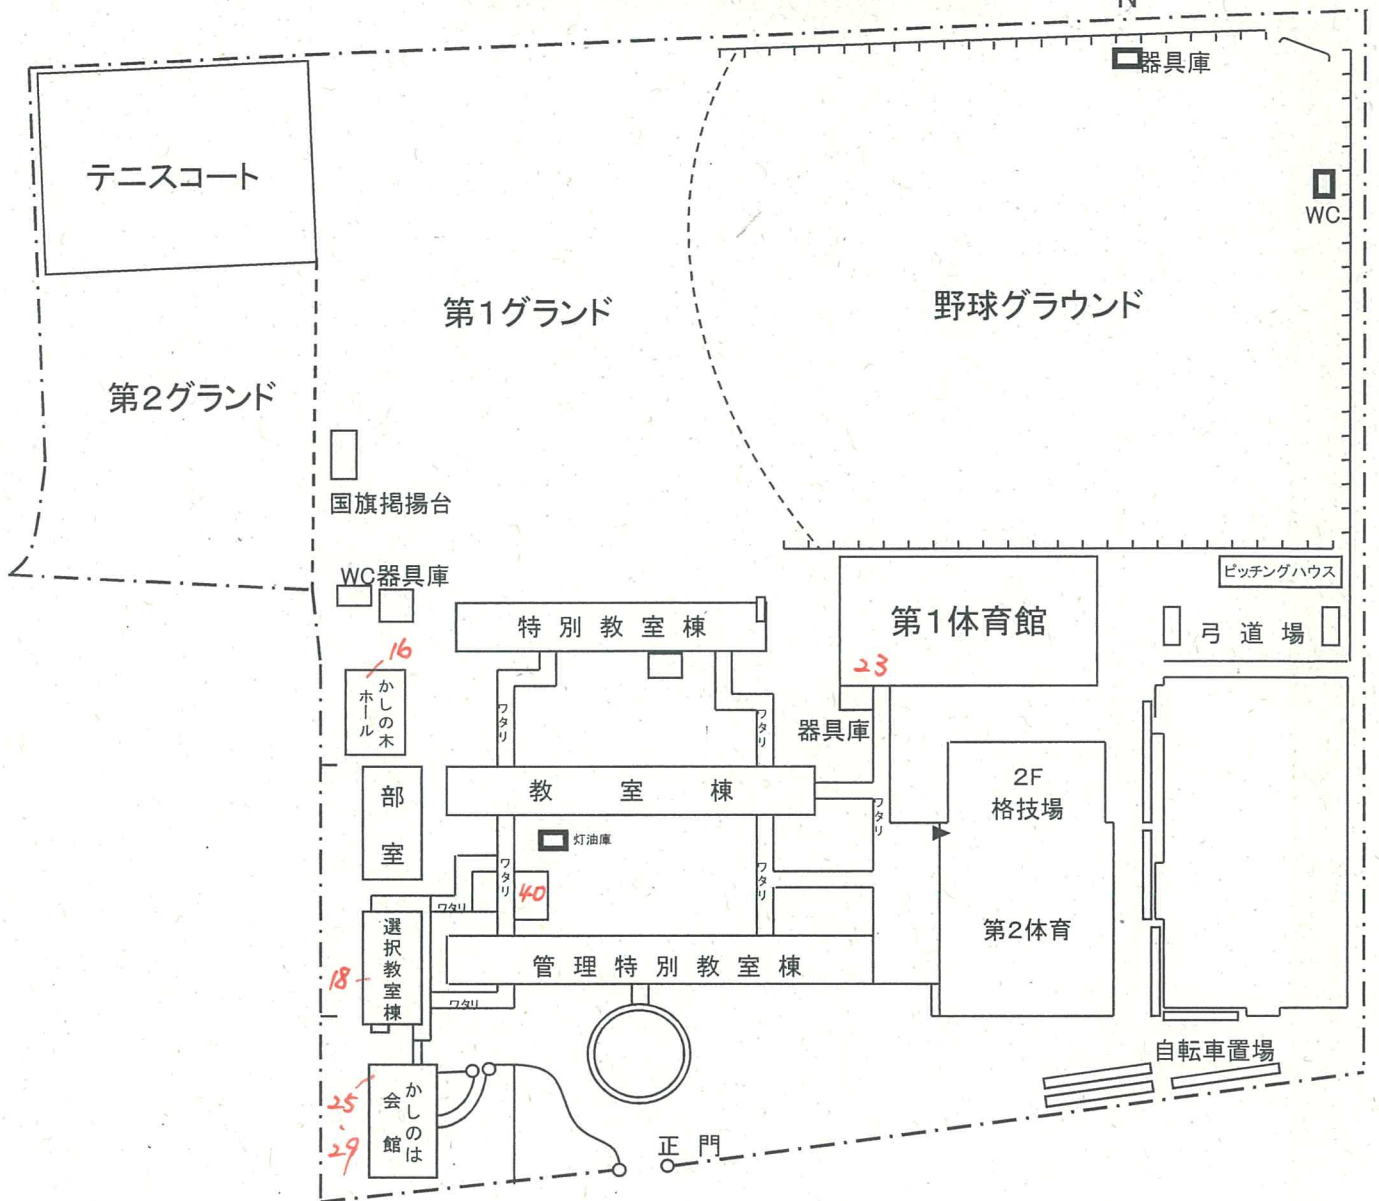 N
器具庫
テニスコート
WC
第1グランド
野球グラウンド
第2グランド
国旗掲揚台
WC器具庫
ピッチングハウス
特別教室棟
第1体育館
弓道場
16
23
かしの木
ホール
ワタリ
ワタリ
器具庫
部室
教室棟
2F
格技場
ワタリ
灯油庫
ワタリ
40
ワタリ
ワタリ
選択教室棟
18
管理特別教室棟
第2体育
ワタリ
自転車置場
かしのは
会館
25
・
29
正門